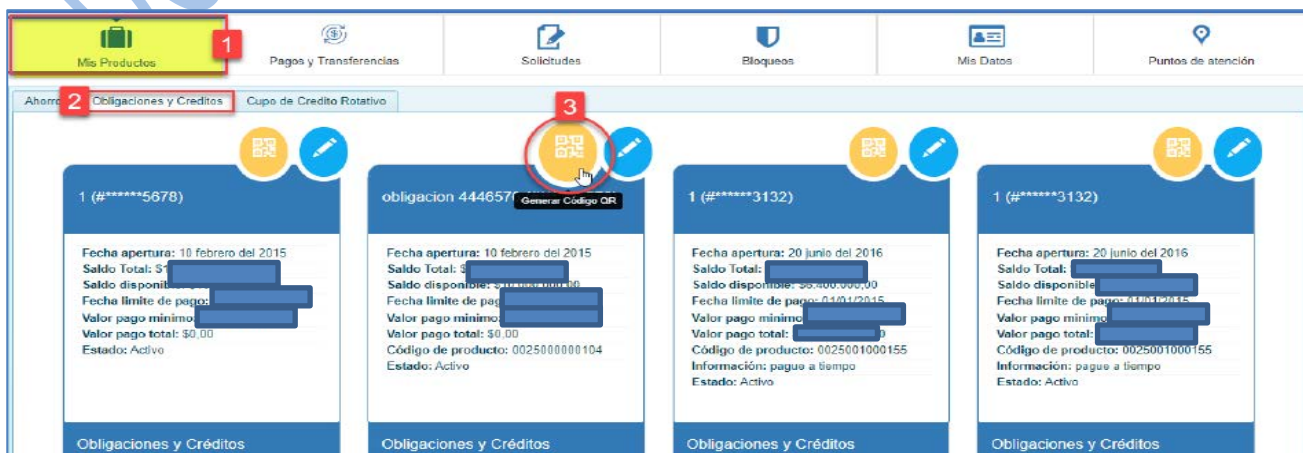 1
Mis Productos
Pagos y Transferencias
Solicitudes
Bloqueos
Mis Datos
Puntos de atención
2
Obligaciones y Creditos
Cupo de Credito Rotativo
3
1 (#******5678)
Fecha apertura: 10 febrero del 2015
Saldo Total: $1
Saldo
Fecha limite de pago:
Valor pago minimo:
Valor pago total: $0,00
Estado: Activo
Obligaciones y Créditos
obligacion
Generar Código QR
Fecha apertura: 10 febrero del 2015
Saldo Total: $
Saldo disponible:
Fecha limite de
Valor pago minimo:
Valor pago total: $0,00
Código de producto: 0025000000104
Estado: Activo
Obligaciones y Créditos
1 (#******3132)
Fecha apertura: 20 junio del 2016
Saldo Total:
Saldo disponible: $6.400.000,00
Fecha limite de pago: 01/01/2015
Valor pago minimo
Valor pago total:
Código de producto: 0025001000155
Información: pague a tiempo
Estado: Activo
Obligaciones y Créditos
1 (#******3132)
Fecha apertura: 20 junio del 2016
Saldo Total:
Saldo disponible
Fecha limite de pago: 01/01/2015
Valor pago minimo
Valor pago total:
Código de producto: 0025001000155
Información: pague a tiempo
Estado: Activo
Obligaciones y Créditos